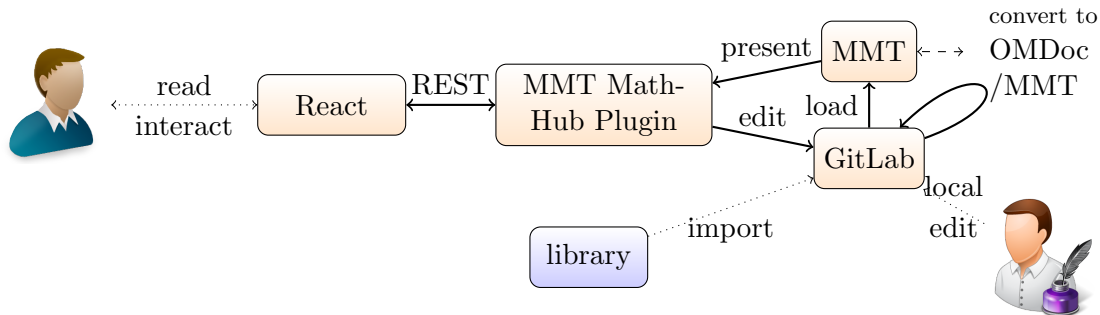 read
interact
React
REST
MMT Math-
Hub Plugin
present
edit
MMT
load
GitLab
convert to
OMDoc
/MMT
library
import
local
edit